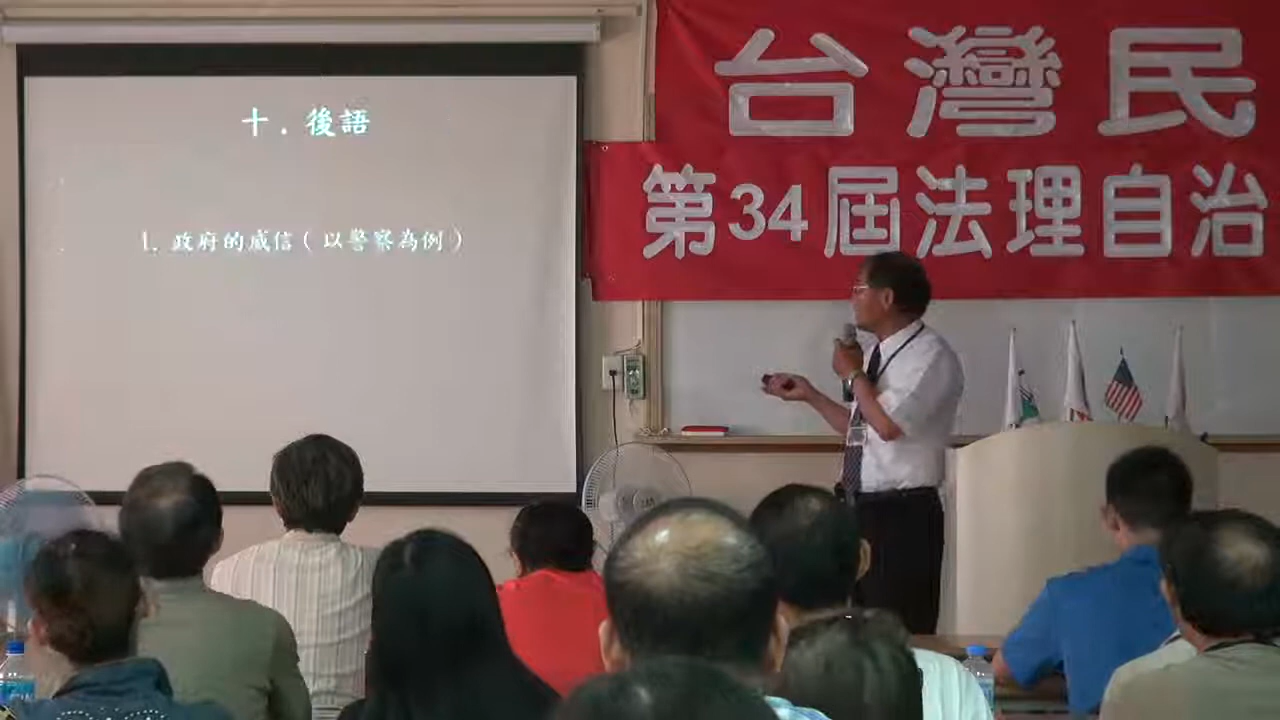 十. 後語
1. 政府的威信 ( 以警察為例 )
台灣民
第34屆法理自治